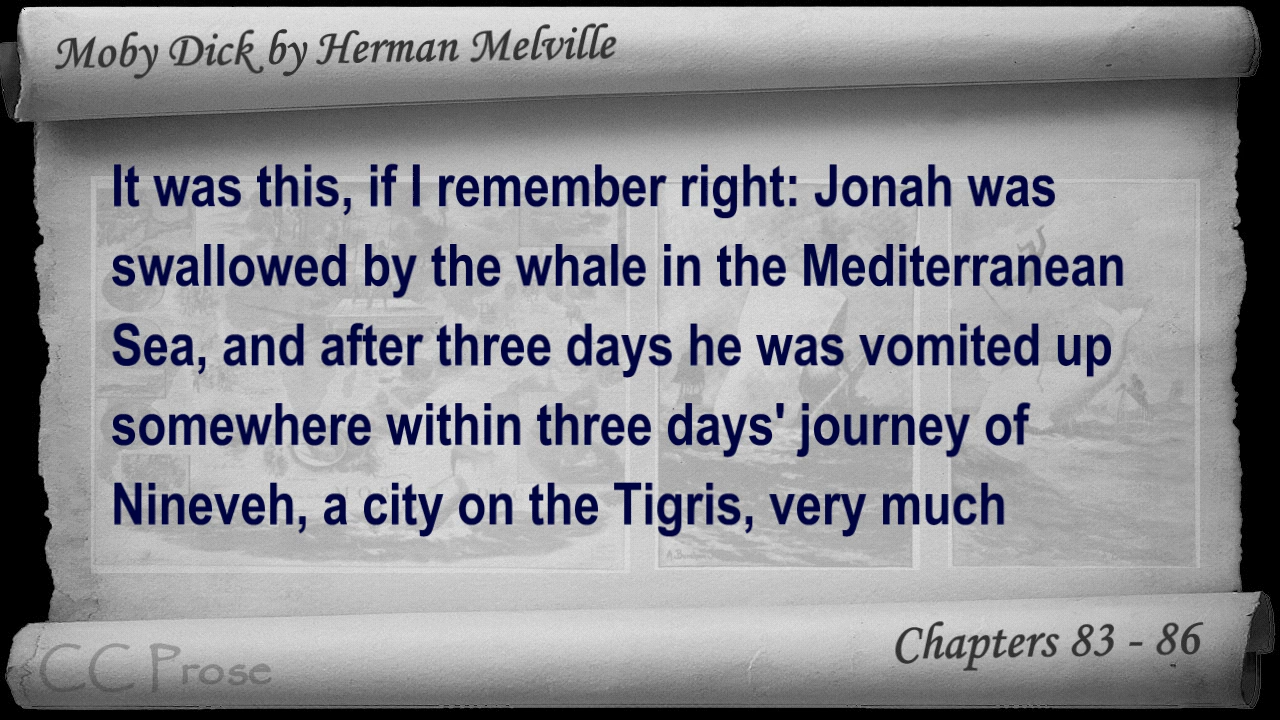 Moby Dick by Herman Melville
It was this, if I remember right: Jonah was
swallowed by the whale in the Mediterranean
Sea, and after three days he was vomited up
somewhere within three days' journey of
Nineveh, a city on the Tigris, very much
Chapters 83 - 86
CC Prose